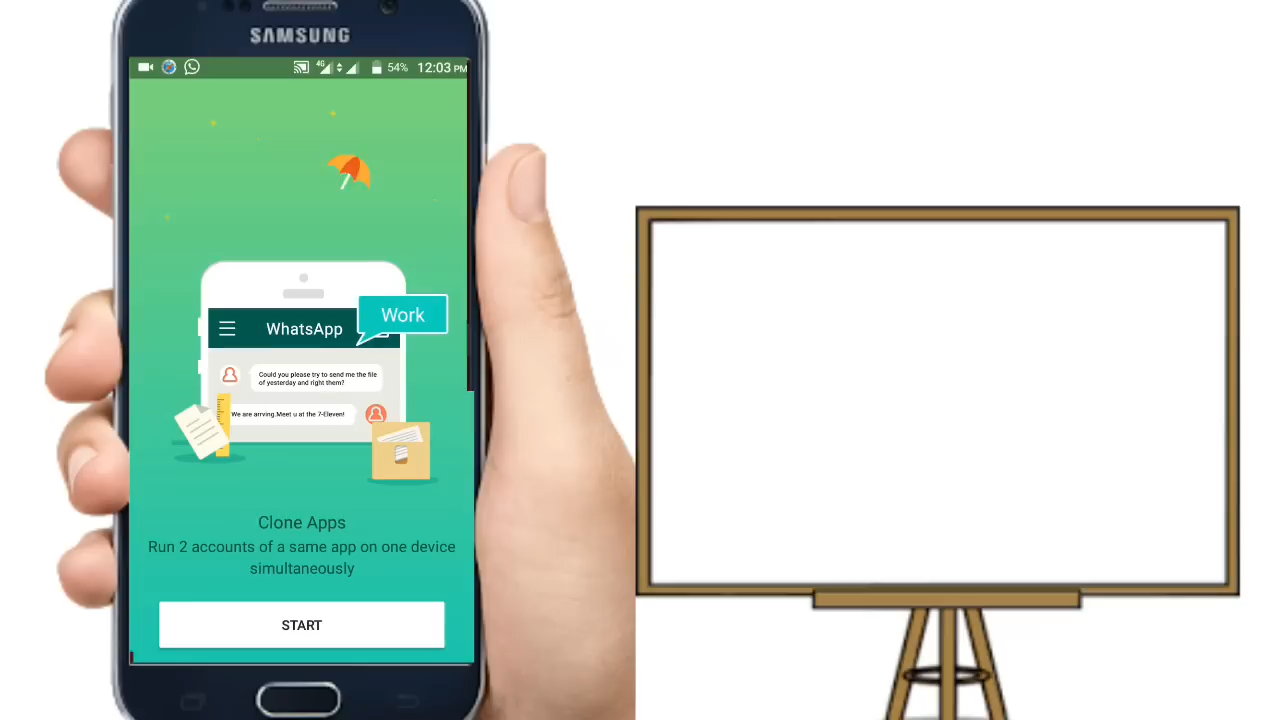 SAMSUNG
4G 54% 12:03 PM
Work
WhatsApp
Could you please try to send me the file
of yesterday and right them?
We are arrving.Meet u at the 7-Eleven!
Clone Apps
Run 2 accounts of a same app on one device
simultaneously
START